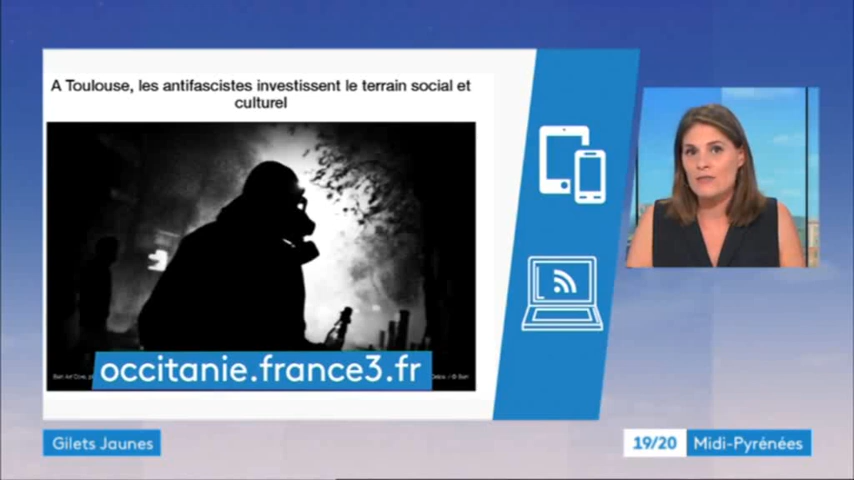 A Toulouse, les antifascistes investissent le terrain social et
culturel
occitanie.france3.fr
Gilets Jaunes
19/20 Midi-Pyrénées